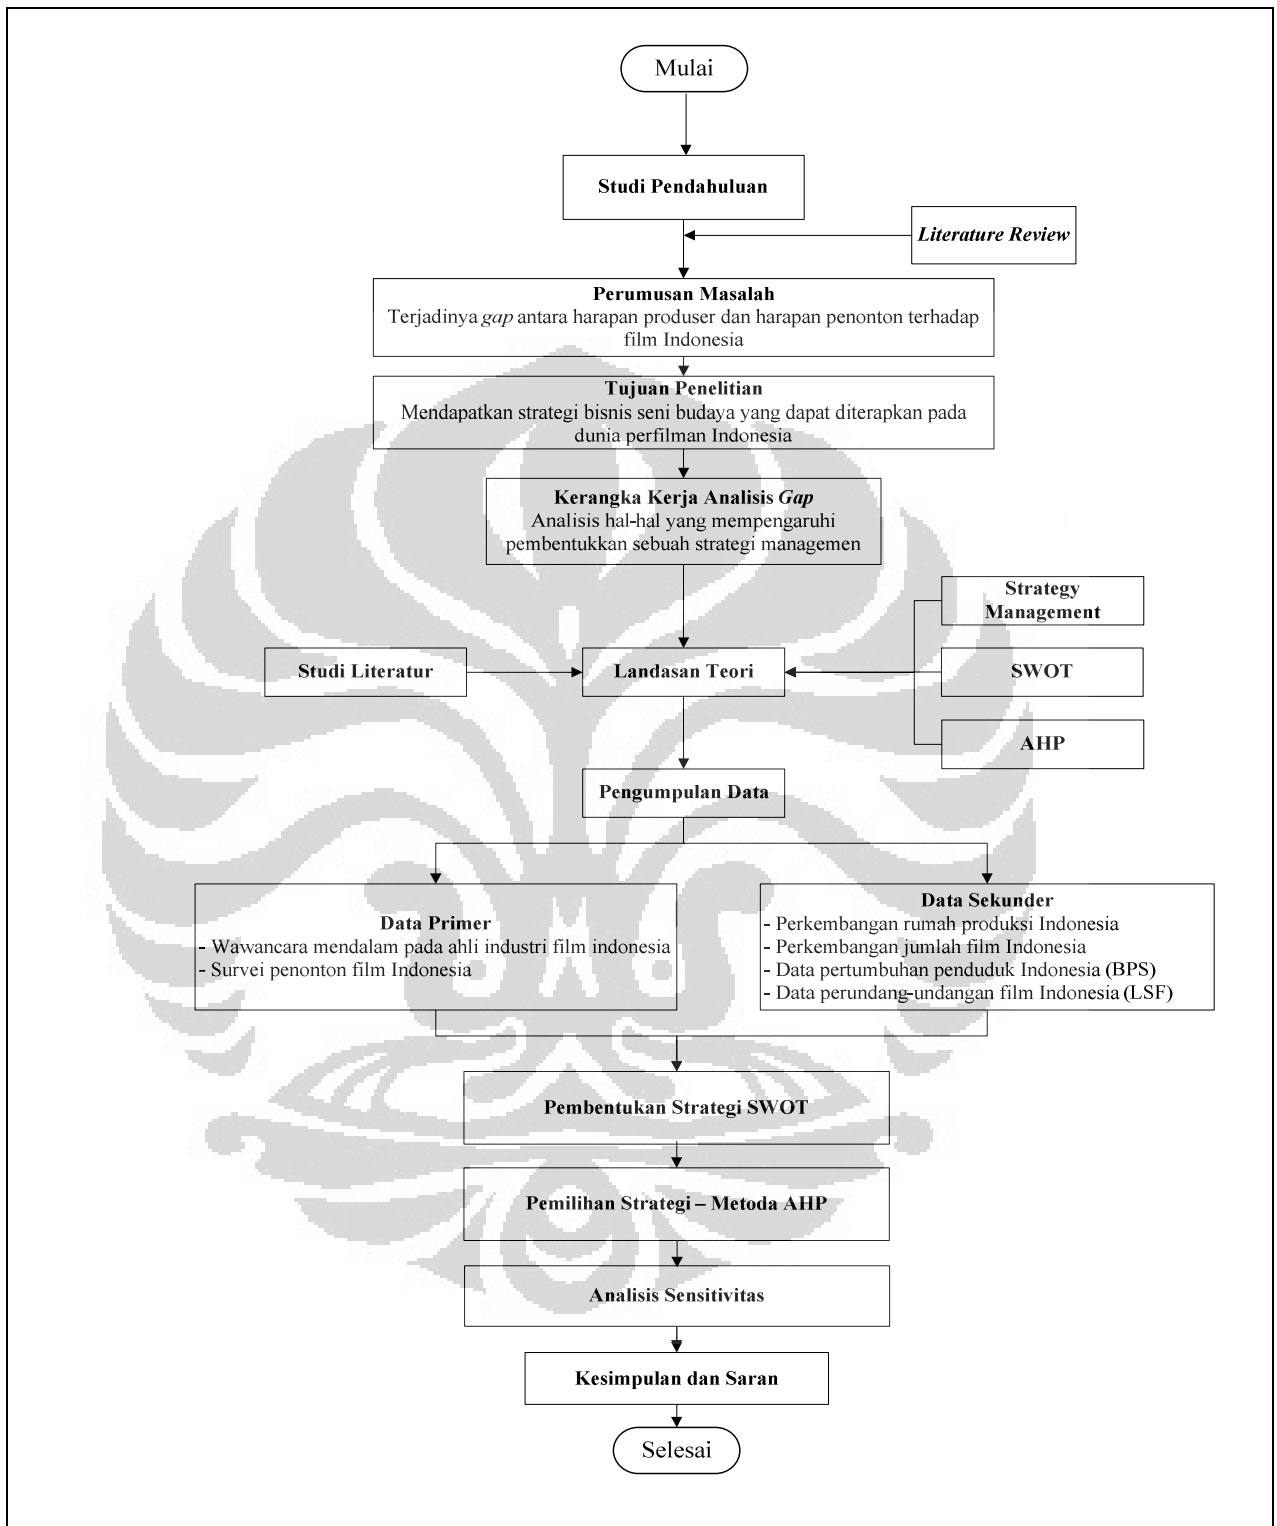 Mulai
Studi Pendahuluan
Literature Review
Perumusan Masalah
Terjadinya gap antara harapan produser dan harapan penonton terhadap
film Indonesia
Tujuan Penelitian
Mendapatkan strategi bisnis seni budaya yang dapat diterapkan pada
dunia perfilman Indonesia
Kerangka Kerja Analisis Gap
Analisis hal-hal yang mempengaruhi
pembentukkan sebuah strategi managemen
Strategy
Management
Studi Literatur
Landasan Teori
SWOT
AHP
Pengumpulan Data
Data Primer
- Wawancara mendalam pada ahli industri film indonesia
- Survei penonton film Indonesia
Data Sekunder
- Perkembangan rumah produksi Indonesia
- Perkembangan jumlah film Indonesia
- Data pertumbuhan penduduk Indonesia (BPS)
- Data perundang-undangan film Indonesia (LSF)
Pembentukan Strategi SWOT
Pemilihan Strategi – Metoda AHP
Analisis Sensitivitas
Kesimpulan dan Saran
Selesai